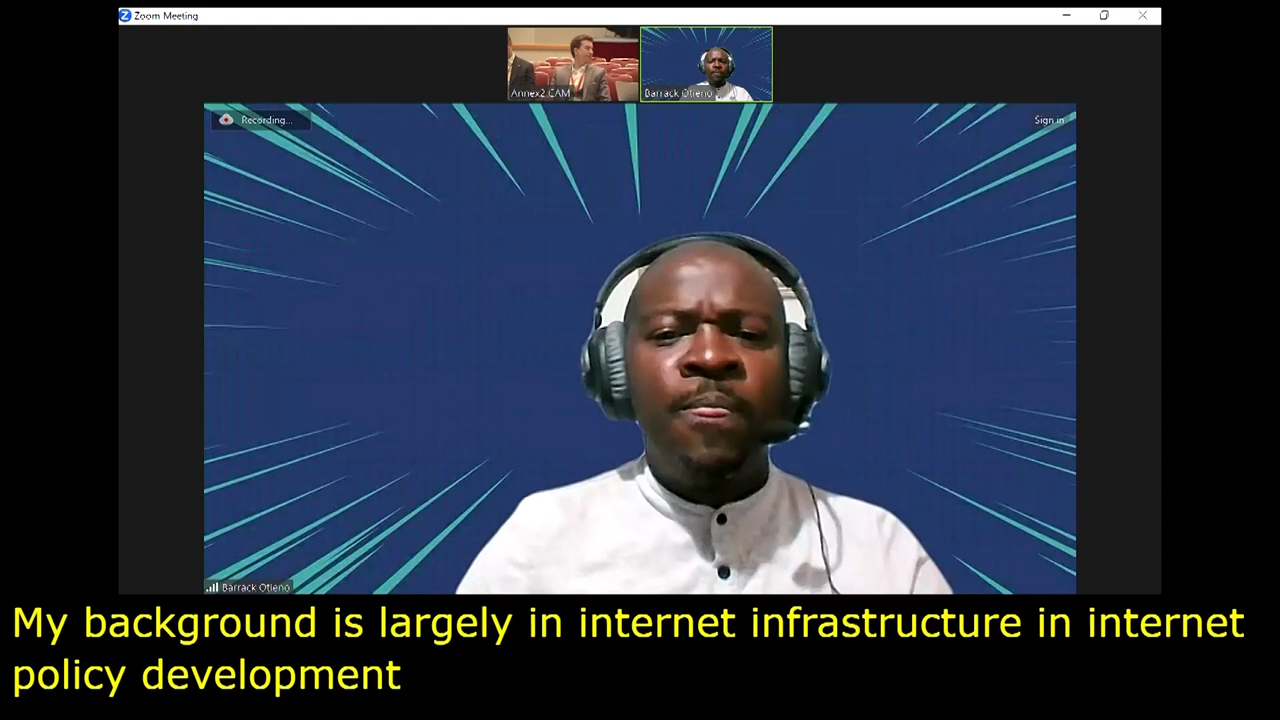 Zoom Meeting
Annex2 CAM
Barrack Otieno
Recording...
Sign in
Barrack Otieno
My background is largely in internet infrastructure in internet
policy development